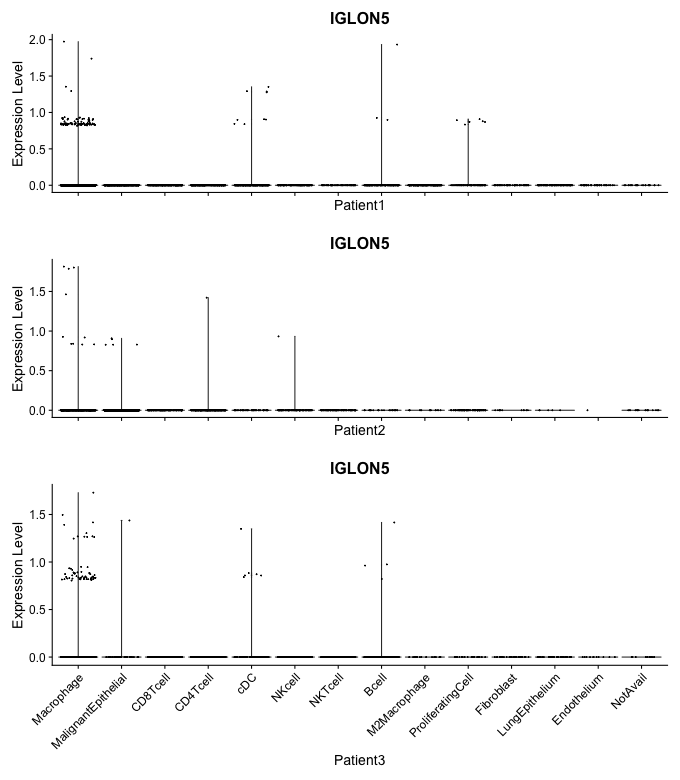 IGLON5
Expression Level
2.0
1.5
1.0
0.5
0.0
Patient1
IGLON5
Expression Level
1.5
1.0
0.5
0.0
Patient2
IGLON5
Expression Level
1.5
1.0
0.5
0.0
Macrophage
MalignantEpithelial
CD8Tcell
CD4Tcell
cDC
NKcell
NKTcell
Bcell
M2Macrophage
ProliferatingCell
Fibroblast
LungEpithelium
Endothelium
NotAvail
Patient3